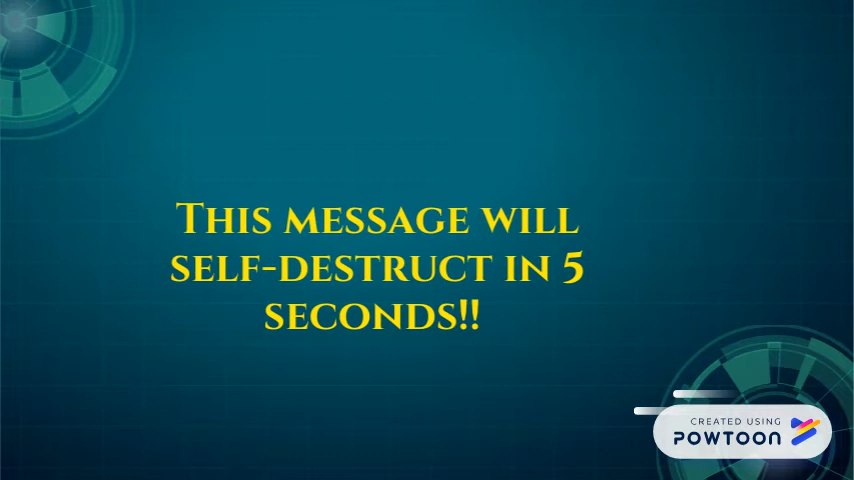 This message will
self-destruct in 5
seconds!!
CREATED USING
POWTOON